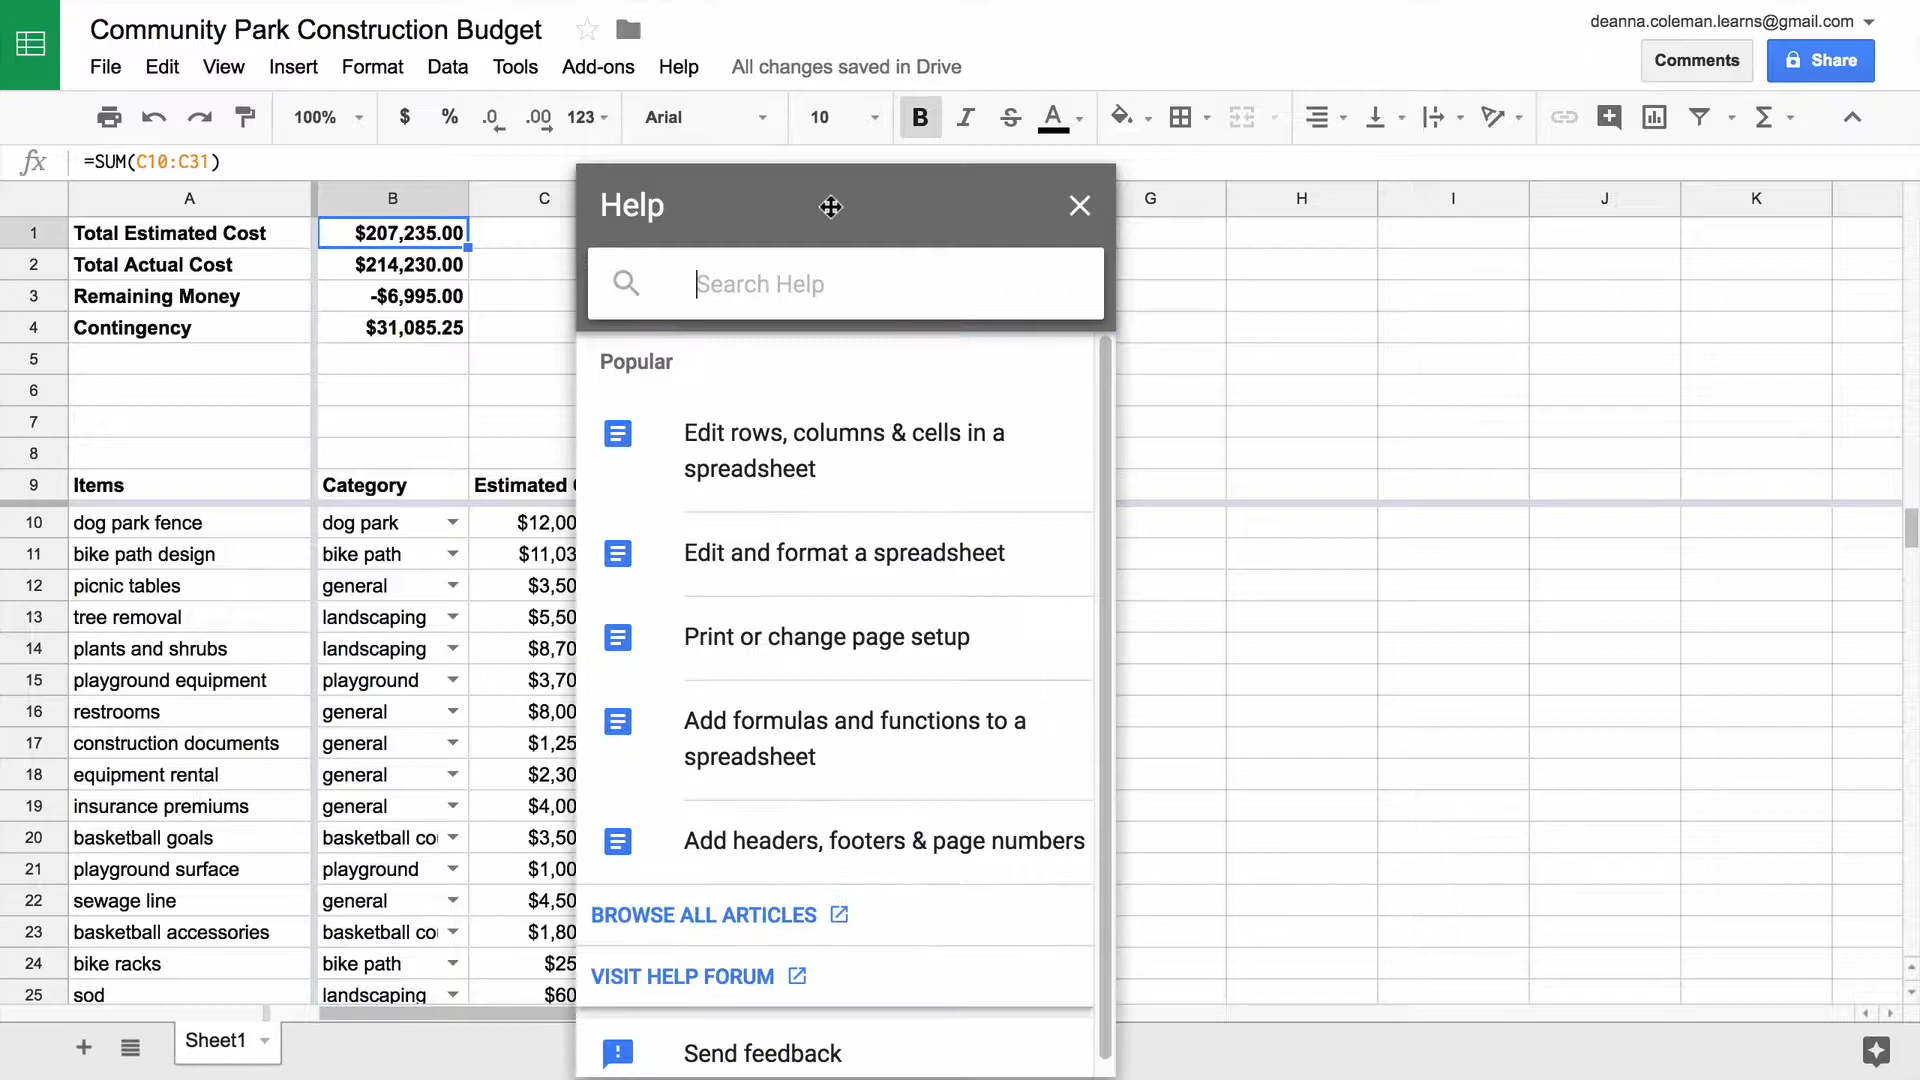 Community Park Construction Budget
deanna.coleman.learns@gmail.com
File Edit View Insert Format Data Tools Add-ons Help All changes saved in Drive
Comments Share
100% $ % .0 .00 123 Arial 10 B I S A
fx =SUM(C10:C31)
A B C G H I J K
1 Total Estimated Cost $207,235.00
2 Total Actual Cost $214,230.00
3 Remaining Money -$6,995.00
4 Contingency $31,085.25
5
6
7
8
9 Items Category Estimated
10 dog park fence dog park $12,00
11 bike path design bike path $11,03
12 picnic tables general $3,50
13 tree removal landscaping $5,50
14 plants and shrubs landscaping $8,70
15 playground equipment playground $3,70
16 restrooms general $8,00
17 construction documents general $1,25
18 equipment rental general $2,30
19 insurance premiums general $4,00
20 basketball goals basketball co $3,50
21 playground surface playground $1,00
22 sewage line general $4,50
23 basketball accessories basketball co $1,80
24 bike racks bike path $25
25 sod landscaping $60
Sheet1
Help
Search Help
Popular
Edit rows, columns & cells in a
spreadsheet
Edit and format a spreadsheet
Print or change page setup
Add formulas and functions to a
spreadsheet
Add headers, footers & page numbers
BROWSE ALL ARTICLES
VISIT HELP FORUM
Send feedback